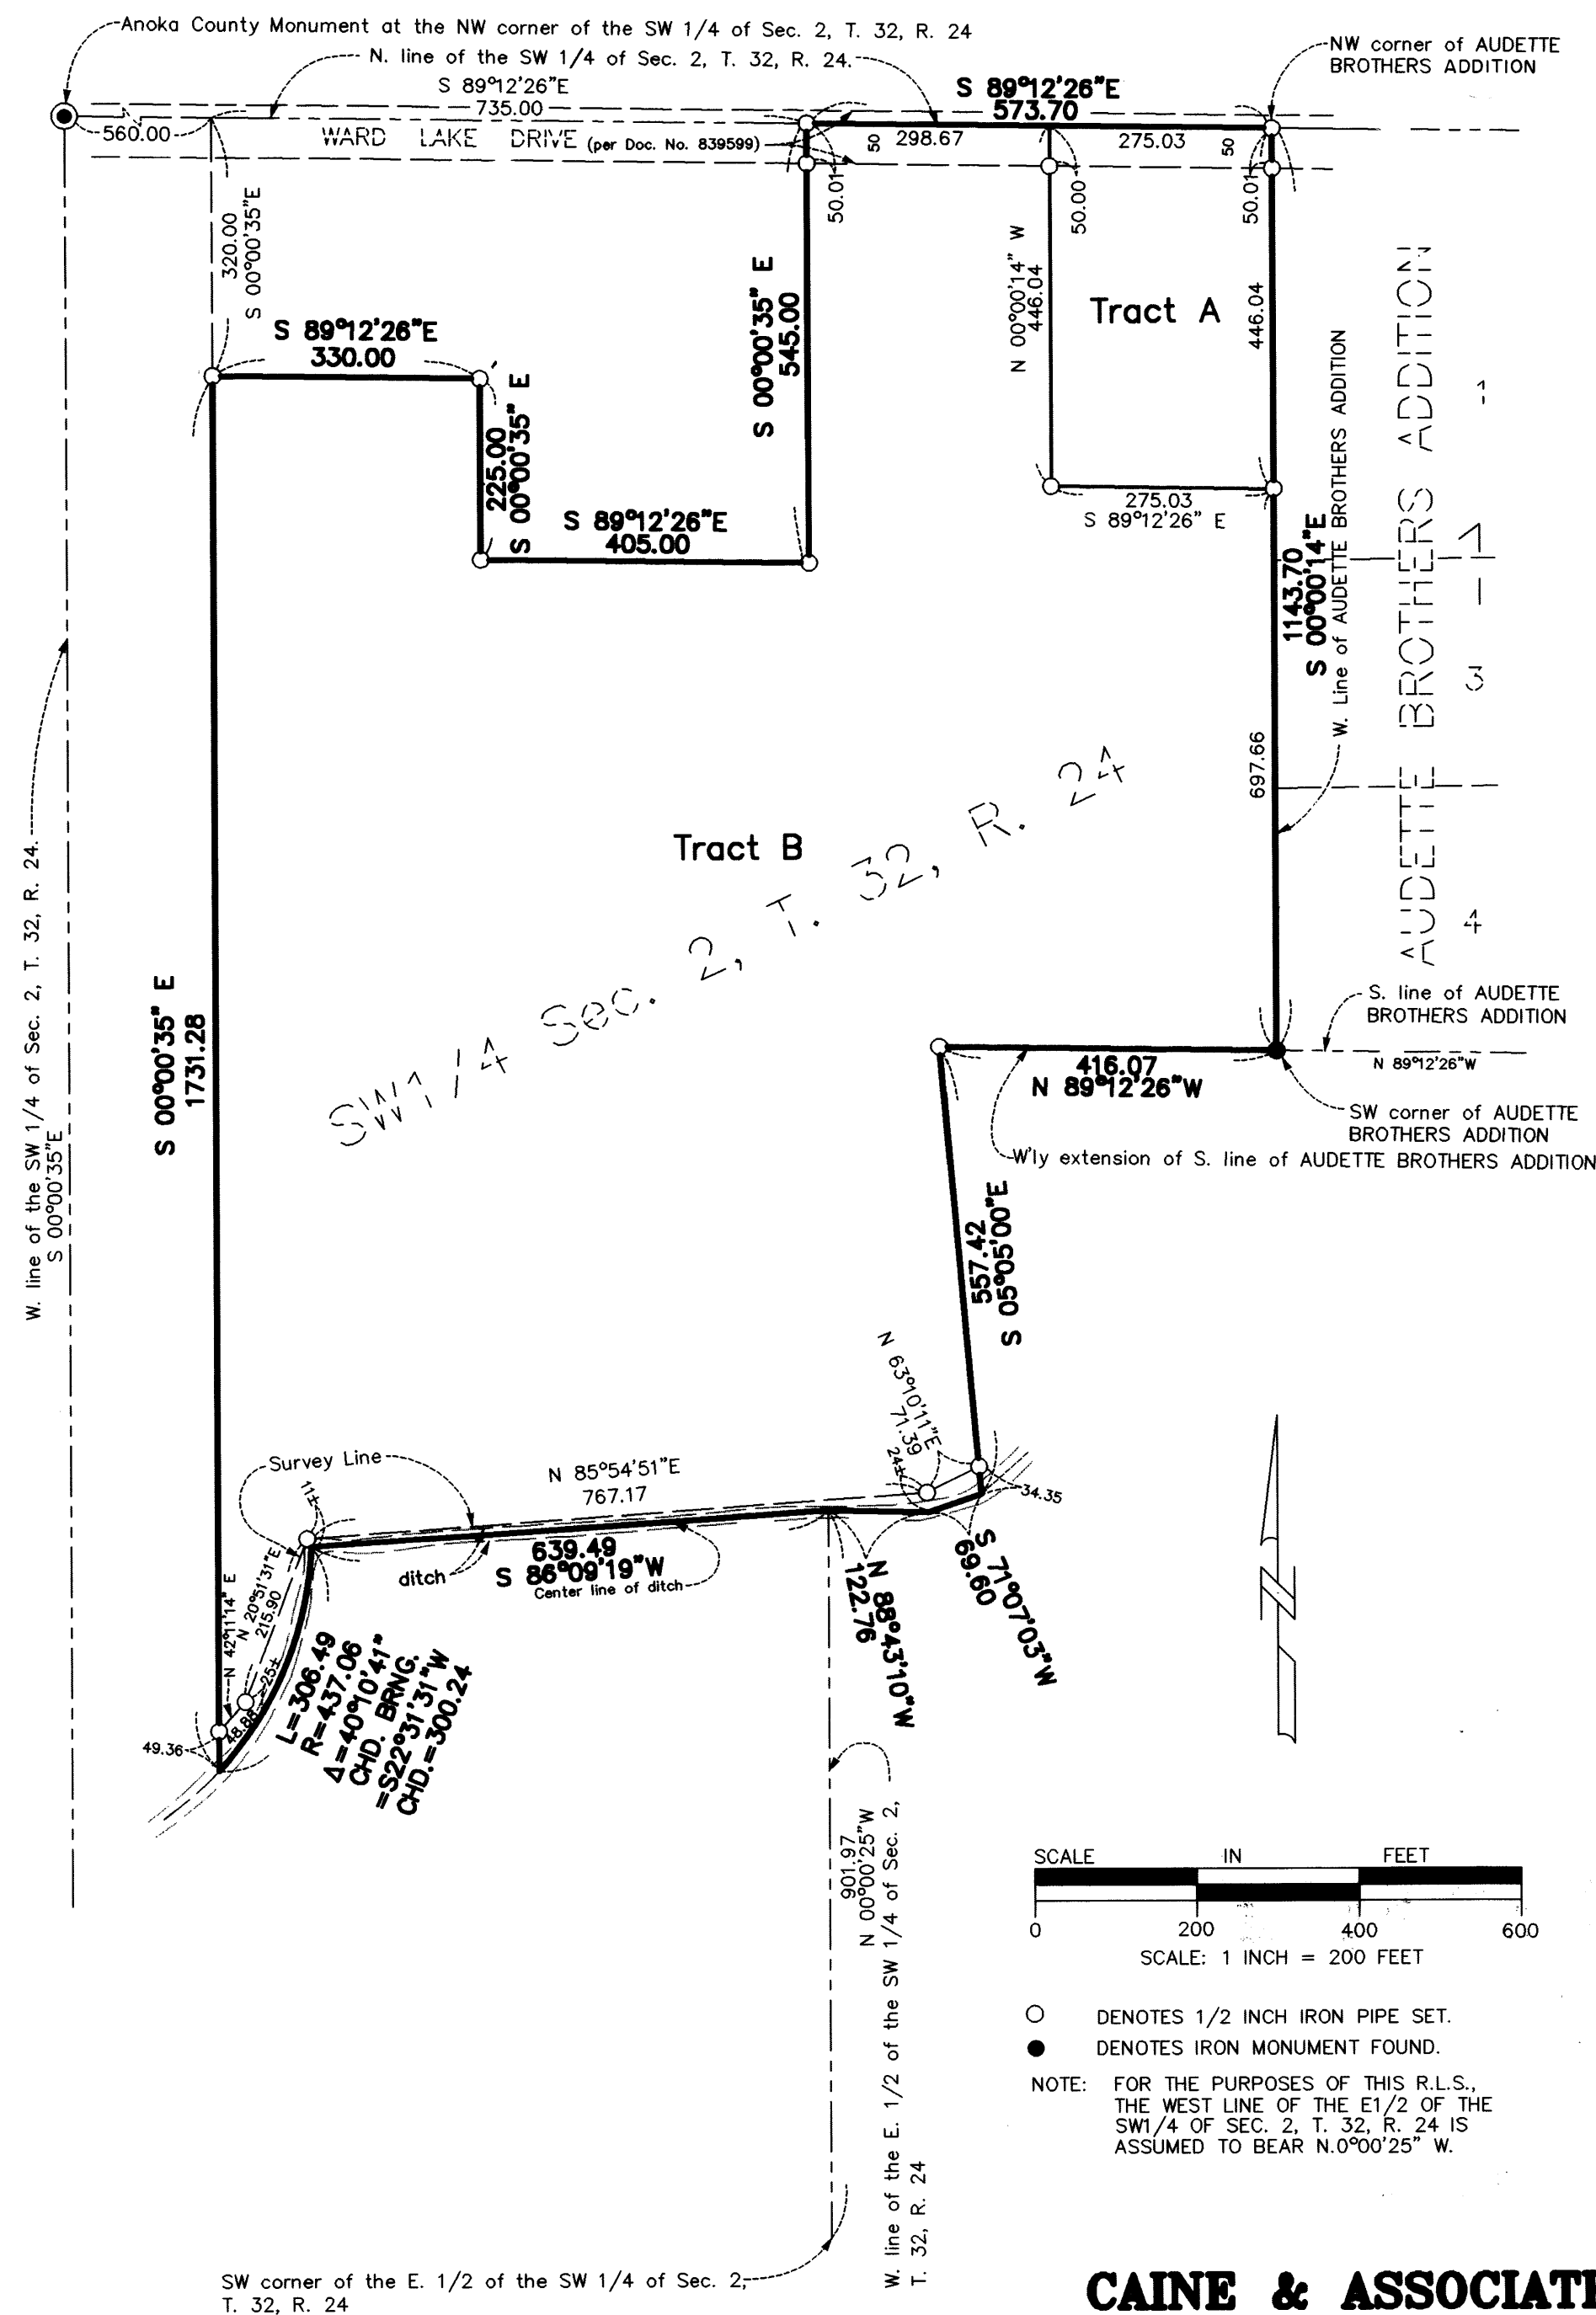 Anoka County Monument at the NW corner of the SW 1/4 of Sec. 2, T. 32, R. 24
N. line of the SW 1/4 of Sec. 2, T. 32, R. 24.
S 89°12'26"E
735.00
560.00
WARD LAKE DRIVE (per Doc. No. 839599)
S 89°12'26"E
573.70
298.67
275.03
50
50
NW corner of AUDETTE
BROTHERS ADDITION
50.01
50.00
50.01
320.00
S 00°00'35"E
S 89°12'26"E
330.00
225.00
S 00°00'35" E
S 89°12'26"E
405.00
S 00°00'35" E
545.00
N 00°00'14" W
446.04
Tract A
446.04
275.03
S 89°12'26" E
1143.70
S 00°00'14"E
W. Line of AUDETTE BROTHERS ADDITION
AUDETTE BROTHERS ADDITION
1
1
3
4
697.66
Tract B
SW1/4 Sec. 2, T. 32, R. 24
W. line of the SW 1/4 of Sec. 2, T. 32, R. 24.
S 00°00'35"E
S 00°00'35" E
1731.28
S. line of AUDETTE
BROTHERS ADDITION
N 89°12'26"W
416.07
N 89°12'26"W
SW corner of AUDETTE
BROTHERS ADDITION
W'ly extension of S. line of AUDETTE BROTHERS ADDITION
557.42
S 05°05'00"E
N 63°10'11"E
71.39
24±
34.35
Survey Line
11±
N 85°54'51"E
767.17
639.49
S 86°09'19"W
Center line of ditch
ditch
S 71°07'03"W
69.60
N 88°43'10"W
122.76
N 42°11'14" E
N 20°51'31"E
215.90
25±
48.88
49.36
L=306.49
R=437.06
Δ=40°10'41"
CHD. BRNG.
=S22°31'31"W
CHD.=300.24
901.97
N 00°00'25"W
W. line of the E. 1/2 of the SW 1/4 of Sec. 2,
T. 32, R. 24
SCALE IN FEET
0 200 400 600
SCALE: 1 INCH = 200 FEET
DENOTES 1/2 INCH IRON PIPE SET.
DENOTES IRON MONUMENT FOUND.
NOTE: FOR THE PURPOSES OF THIS R.L.S.,
THE WEST LINE OF THE E1/2 OF THE
SW1/4 OF SEC. 2, T. 32, R. 24 IS
ASSUMED TO BEAR N.0°00'25" W.
SW corner of the E. 1/2 of the SW 1/4 of Sec. 2,
T. 32, R. 24
CAINE & ASSOCIATE